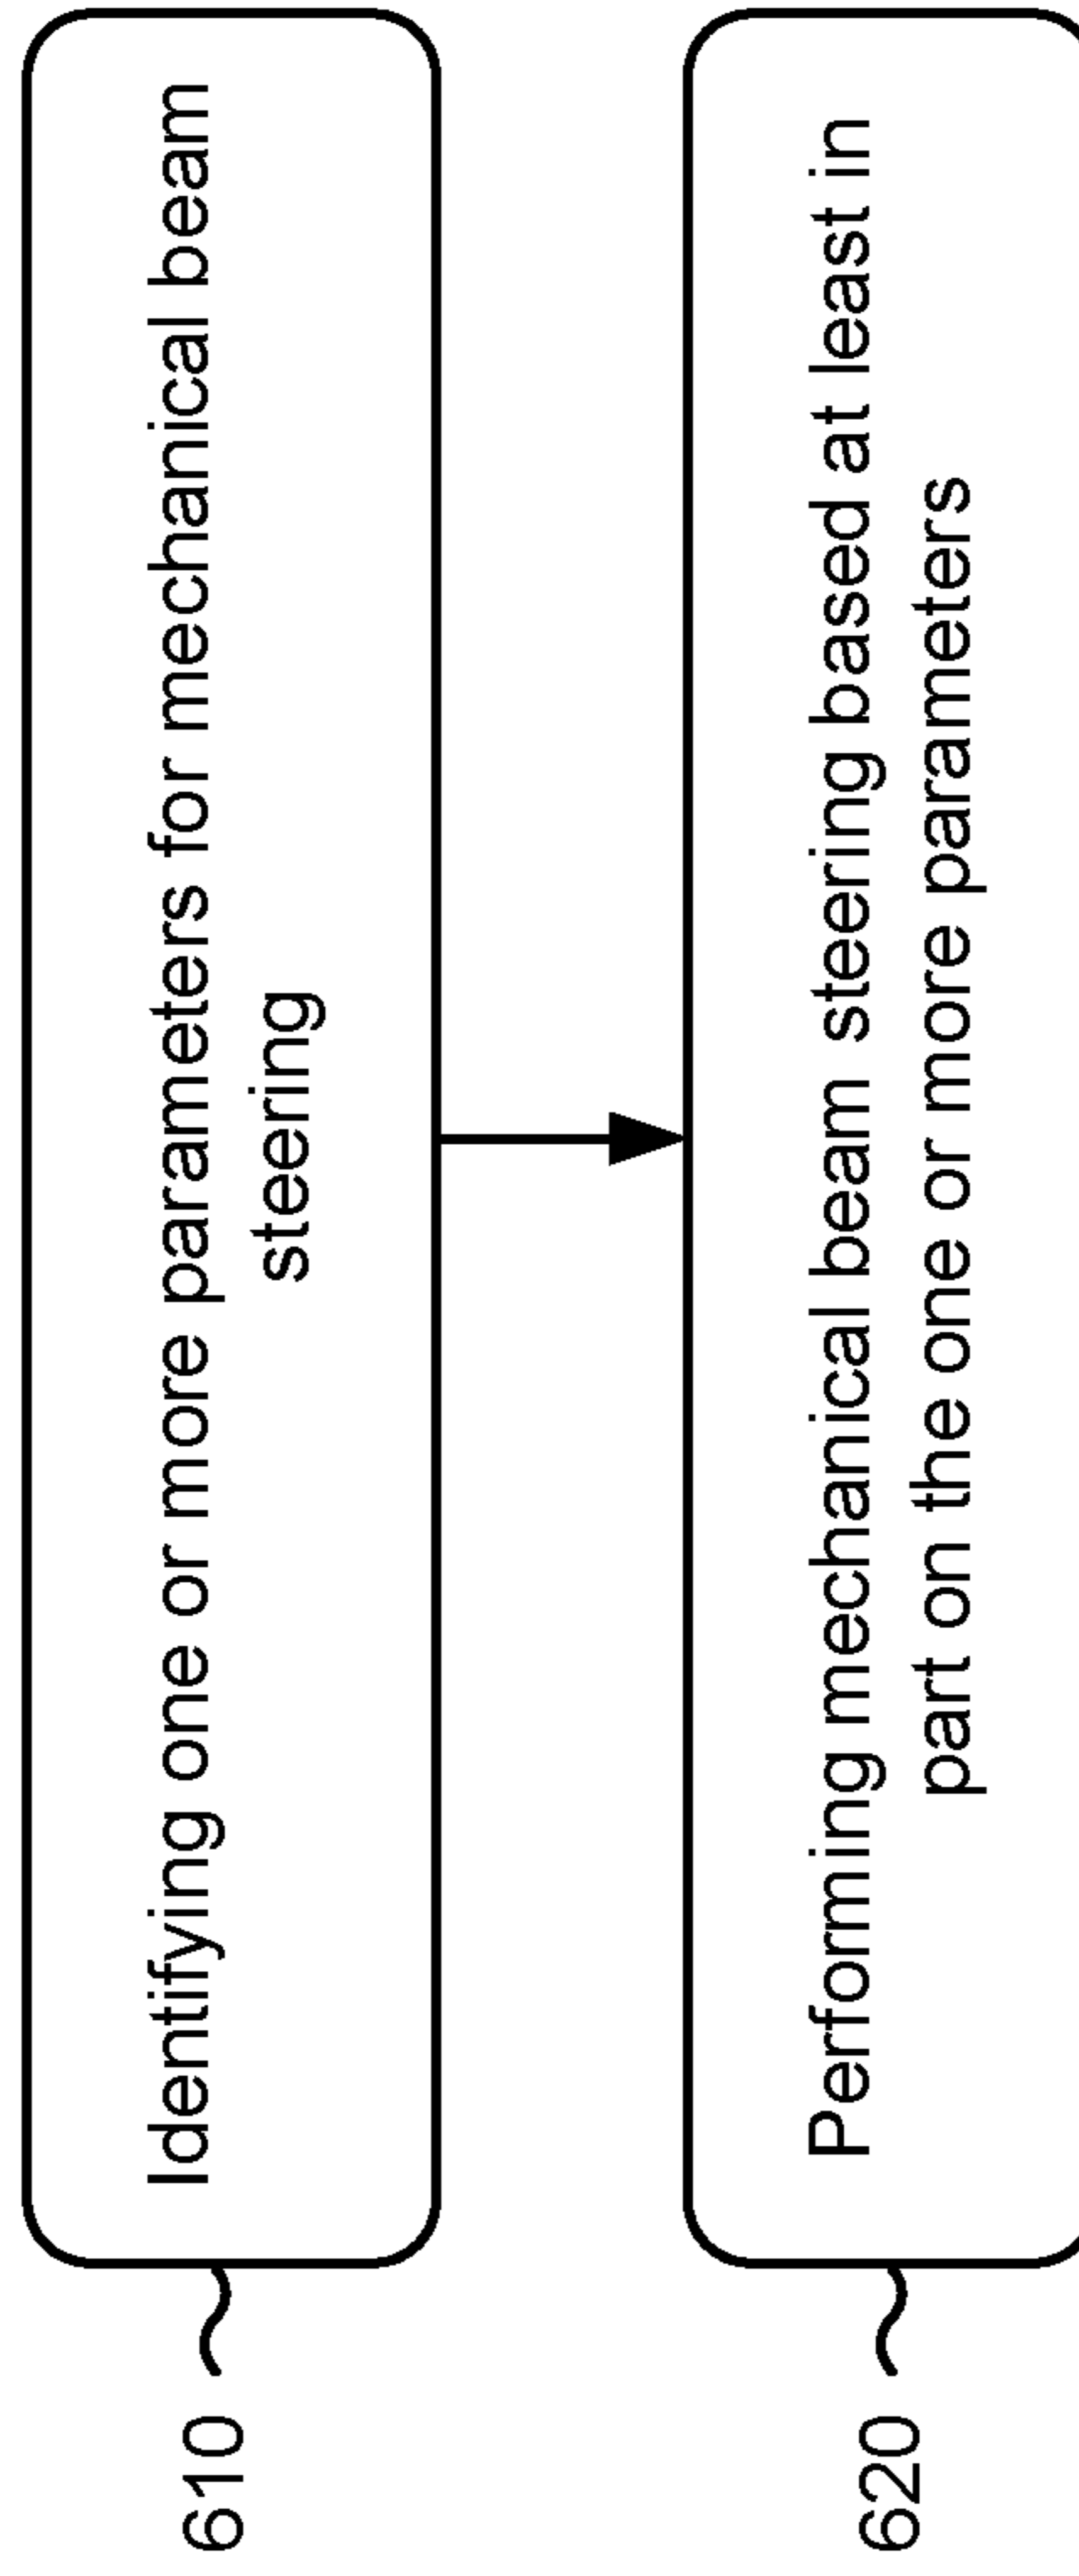 610
Identifying one or more parameters for mechanical beam
steering
620
Performing mechanical beam steering based at least in
part on the one or more parameters